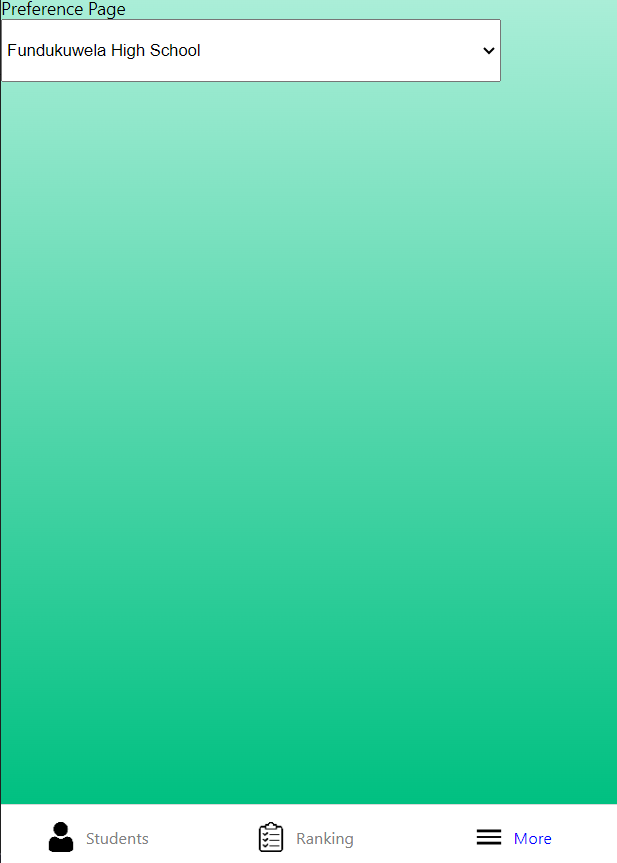 Preference Page
Fundukuwela High School
Students
Ranking
More